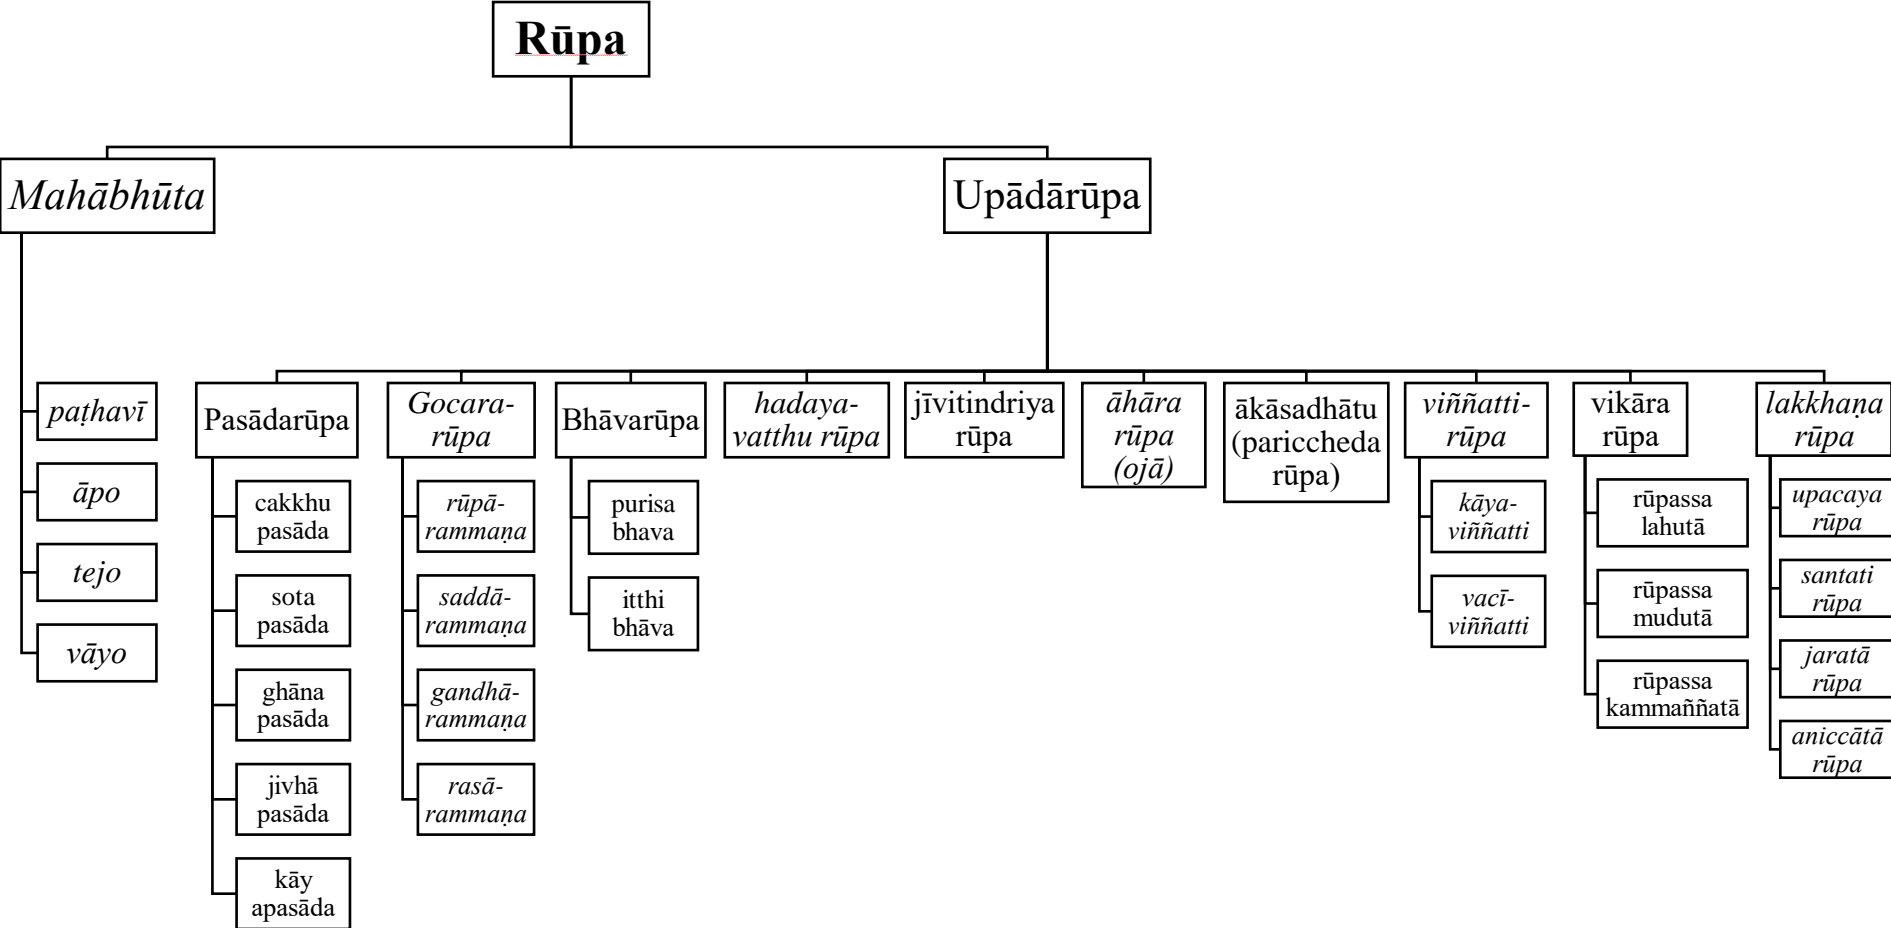 Rūpa
Mahābhūta
Upādārūpa
paṭhavī
āpo
tejo
vāyo
Pasādarūpa
cakkhu
pasāda
sota
pasāda
ghāna
pasāda
jivhā
pasāda
kāy
apasāda
Gocara-
rūpa
rūpā-
rammaṇa
saddā-
rammaṇa
gandhā-
rammaṇa
rasā-
rammaṇa
Bhāvarūpa
purisa
bhava
itthi
bhāva
hadaya-
vatthu rūpa
jīvitindriya
rūpa
āhāra
rūpa
(ojā)
ākāsadhātu
(pariccheda
rūpa)
viññatti-
rūpa
kāya-
viññatti
vacī-
viññatti
vikāra
rūpa
rūpassa
lahutā
rūpassa
mudutā
rūpassa
kammaññatā
lakkhaṇa
rūpa
upacaya
rūpa
santati
rūpa
jaratā
rūpa
aniccātā
rūpa